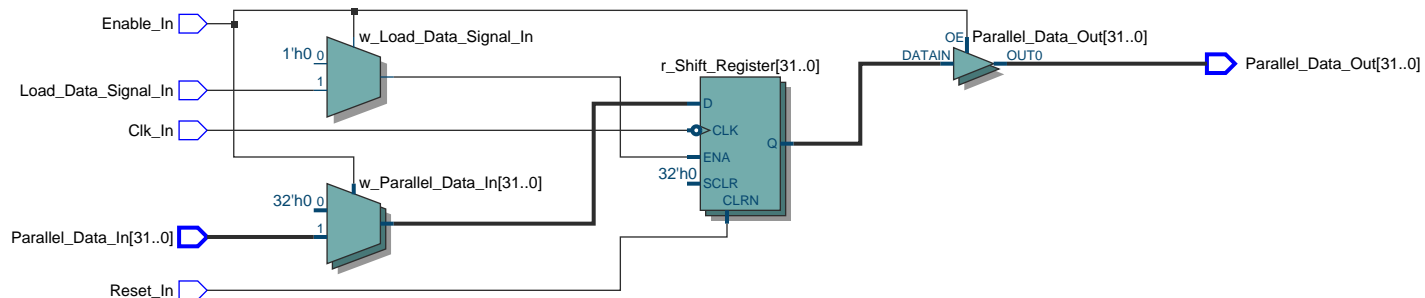 Enable_In
w_Load_Data_Signal_In
1'h0 0
1
Load_Data_Signal_In
Clk_In
w_Parallel_Data_In[31..0]
32'h0 0
1
Parallel_Data_In[31..0]
Reset_In
r_Shift_Register[31..0]
D
CLK
ENA
32'h0
SCLR
CLRN
Q
OE
Parallel_Data_Out[31..0]
DATAIN
OUT0
Parallel_Data_Out[31..0]